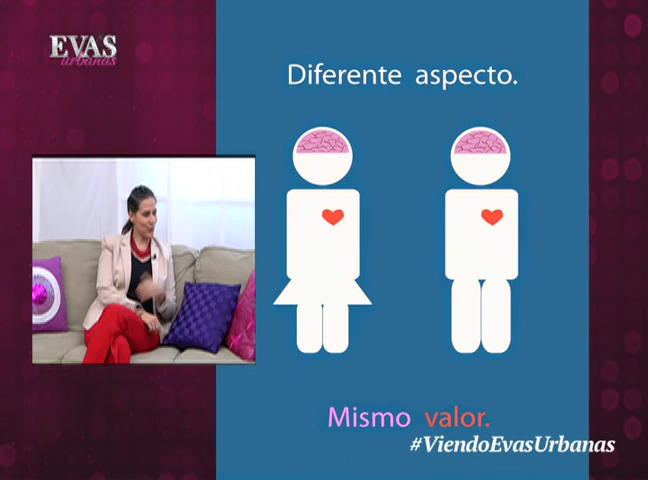 EVAS
urbanas
Diferente aspecto.
Mismo valor.
#ViendoEvasUrbanas